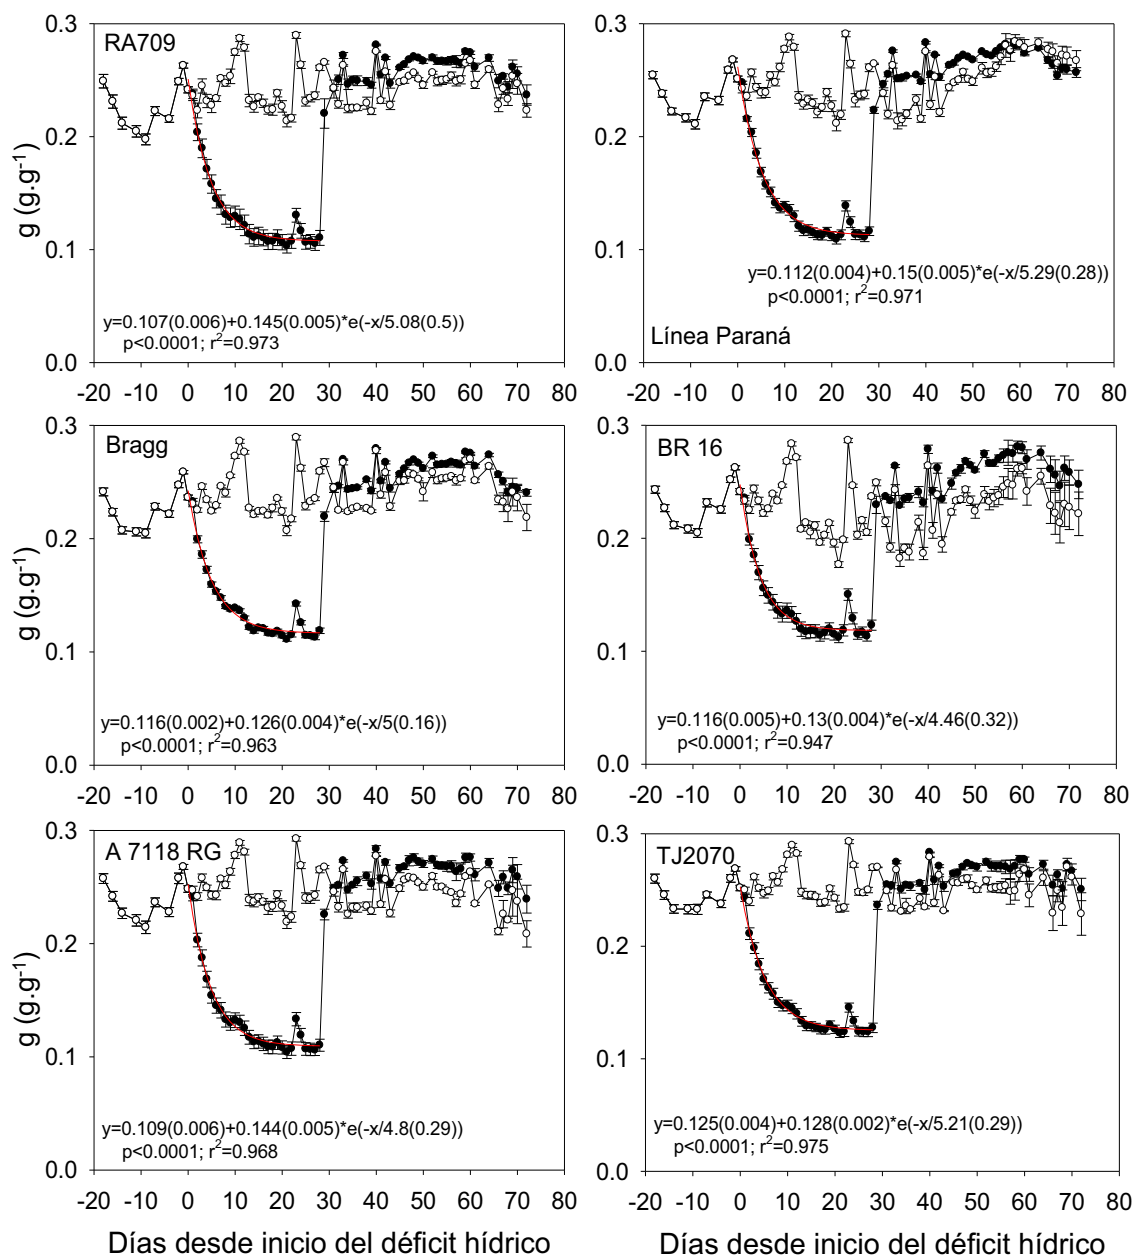 0.3
0.2
0.1
0.0
g (g.g-1)
RA709
y=0.107(0.006)+0.145(0.005)*e(-x/5.08(0.5))
p<0.0001; r2=0.973
-20 -10 0 10 20 30 40 50 60 70 80
0.3
0.2
0.1
0.0
y=0.112(0.004)+0.15(0.005)*e(-x/5.29(0.28))
p<0.0001; r2=0.971
Línea Paraná
-20 -10 0 10 20 30 40 50 60 70 80
0.3
0.2
0.1
0.0
g (g.g-1)
Bragg
y=0.116(0.002)+0.126(0.004)*e(-x/5(0.16))
p<0.0001; r2=0.963
-20 -10 0 10 20 30 40 50 60 70 80
0.3
0.2
0.1
0.0
BR 16
y=0.116(0.005)+0.13(0.004)*e(-x/4.46(0.32))
p<0.0001; r2=0.947
-20 -10 0 10 20 30 40 50 60 70 80
0.3
0.2
0.1
0.0
g (g.g-1)
A 7118 RG
y=0.109(0.006)+0.144(0.005)*e(-x/4.8(0.29))
p<0.0001; r2=0.968
-20 -10 0 10 20 30 40 50 60 70 80
Días desde inicio del déficit hídrico
0.3
0.2
0.1
0.0
TJ2070
y=0.125(0.004)+0.128(0.002)*e(-x/5.21(0.29))
p<0.0001; r2=0.975
-20 -10 0 10 20 30 40 50 60 70 80
Días desde inicio del déficit hídrico